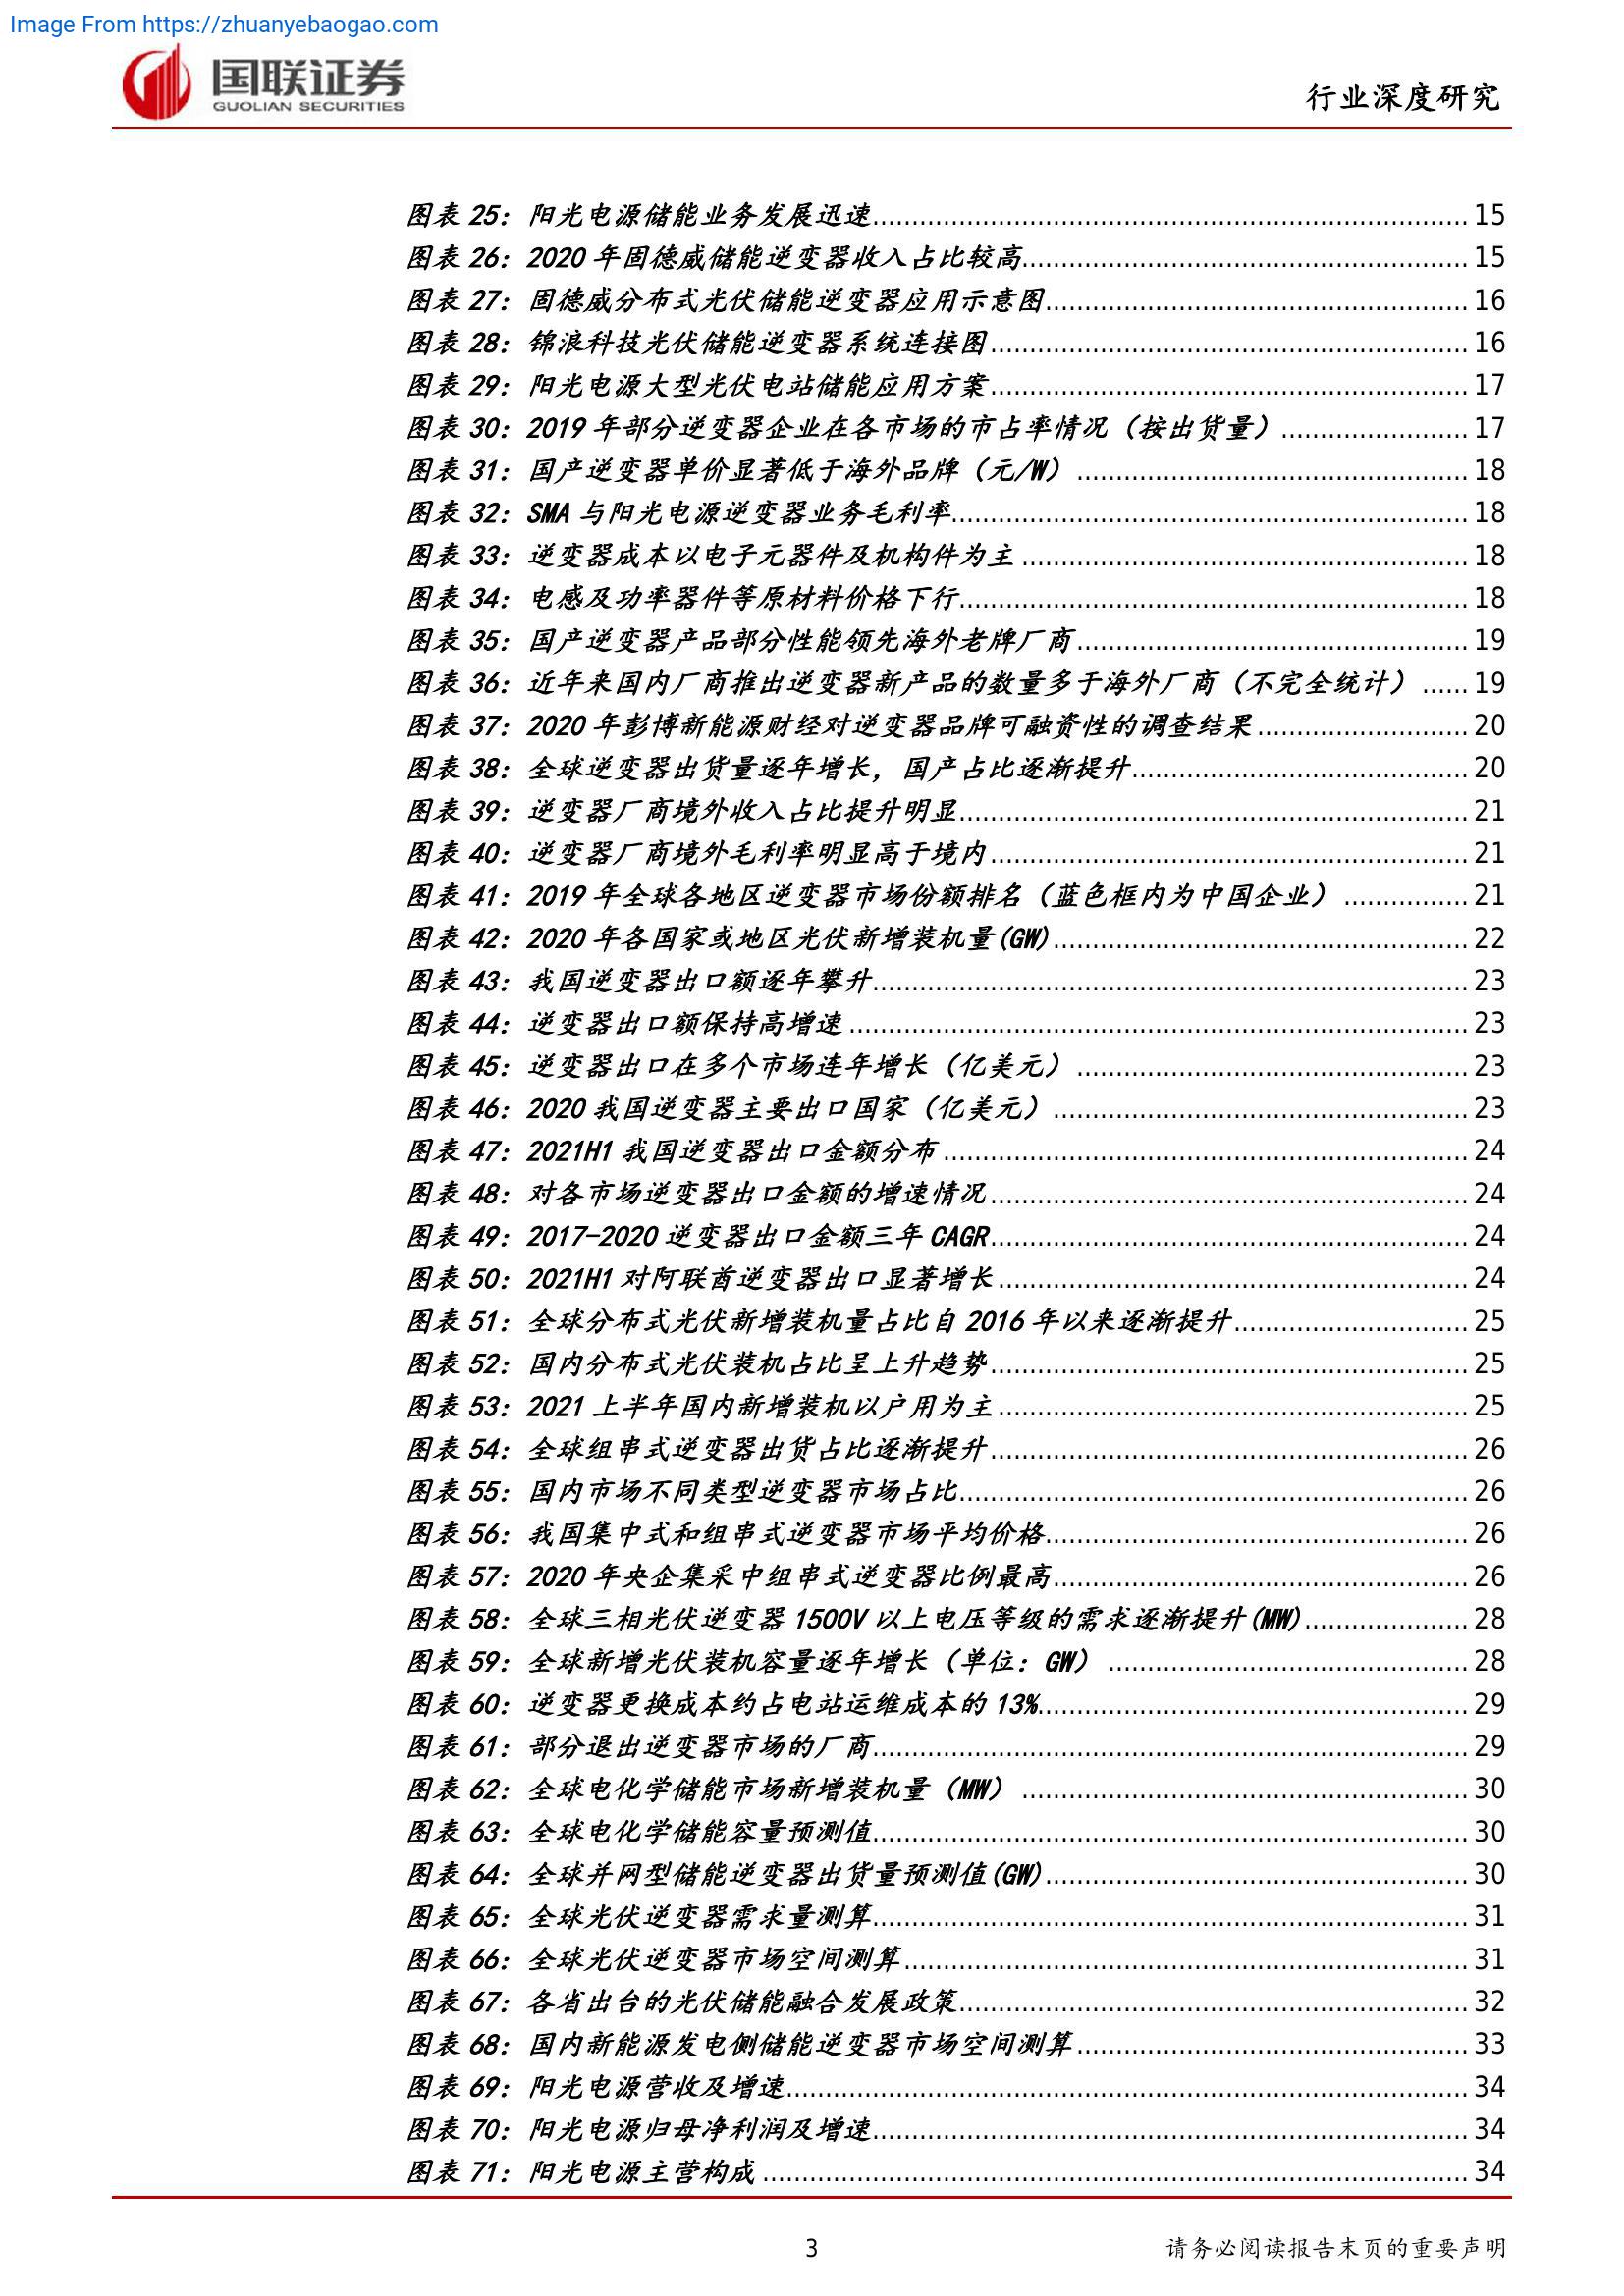 Image From https://zhuanyebaogao.com
国联证券
GUOLIAN SECURITIES
行业深度研究
图表 25：阳光电源储能业务发展迅速 15
图表 26：2020 年固德威储能逆变器收入占比较高 15
图表 27：固德威分布式光伏储能逆变器应用示意图 16
图表 28：锦浪科技光伏储能逆变器系统连接图 16
图表 29：阳光电源大型光伏电站储能应用方案 17
图表 30：2019 年部分逆变器企业在各市场的市占率情况（按出货量） 17
图表 31：国产逆变器单价显著低于海外品牌（元/W） 18
图表 32：SMA 与阳光电源逆变器业务毛利率 18
图表 33：逆变器成本以电子元器件及机构件为主 18
图表 34：电感及功率器件等原材料价格下行 18
图表 35：国产逆变器产品部分性能领先海外老牌厂商 19
图表 36：近年来国内厂商推出逆变器新产品的数量多于海外厂商（不完全统计） 19
图表 37：2020 年彭博新能源财经对逆变器品牌可融资性的调查结果 20
图表 38：全球逆变器出货量逐年增长，国产占比逐渐提升 20
图表 39：逆变器厂商境外收入占比提升明显 21
图表 40：逆变器厂商境外毛利率明显高于境内 21
图表 41：2019 年全球各地区逆变器市场份额排名（蓝色框内为中国企业） 21
图表 42：2020 年各国家或地区光伏新增装机量(GW) 22
图表 43：我国逆变器出口额逐年攀升 23
图表 44：逆变器出口额保持高增速 23
图表 45：逆变器出口在多个市场连年增长（亿美元） 23
图表 46：2020 我国逆变器主要出口国家（亿美元） 23
图表 47：2021H1 我国逆变器出口金额分布 24
图表 48：对各市场逆变器出口金额的增速情况 24
图表 49：2017-2020 逆变器出口金额三年 CAGR 24
图表 50：2021H1 对阿联酋逆变器出口显著增长 24
图表 51：全球分布式光伏新增装机量占比自 2016 年以来逐渐提升 25
图表 52：国内分布式光伏装机占比呈上升趋势 25
图表 53：2021 上半年国内新增装机以户用为主 25
图表 54：全球组串式逆变器出货占比逐渐提升 26
图表 55：国内市场不同类型逆变器市场占比 26
图表 56：我国集中式和组串式逆变器市场平均价格 26
图表 57：2020 年央企集采中组串式逆变器比例最高 26
图表 58：全球三相光伏逆变器 1500V 以上电压等级的需求逐渐提升(MW) 28
图表 59：全球新增光伏装机容量逐年增长（单位：GW） 28
图表 60：逆变器更换成本约占电站运维成本的 13% 29
图表 61：部分退出逆变器市场的厂商 29
图表 62：全球电化学储能市场新增装机量（MW） 30
图表 63：全球电化学储能容量预测值 30
图表 64：全球并网型储能逆变器出货量预测值(GW) 30
图表 65：全球光伏逆变器需求量测算 31
图表 66：全球光伏逆变器市场空间测算 31
图表 67：各省出台的光伏储能融合发展政策 32
图表 68：国内新能源发电侧储能逆变器市场空间测算 33
图表 69：阳光电源营收及增速 34
图表 70：阳光电源归母净利润及增速 34
图表 71：阳光电源主营构成 34
3
请务必阅读报告末页的重要声明